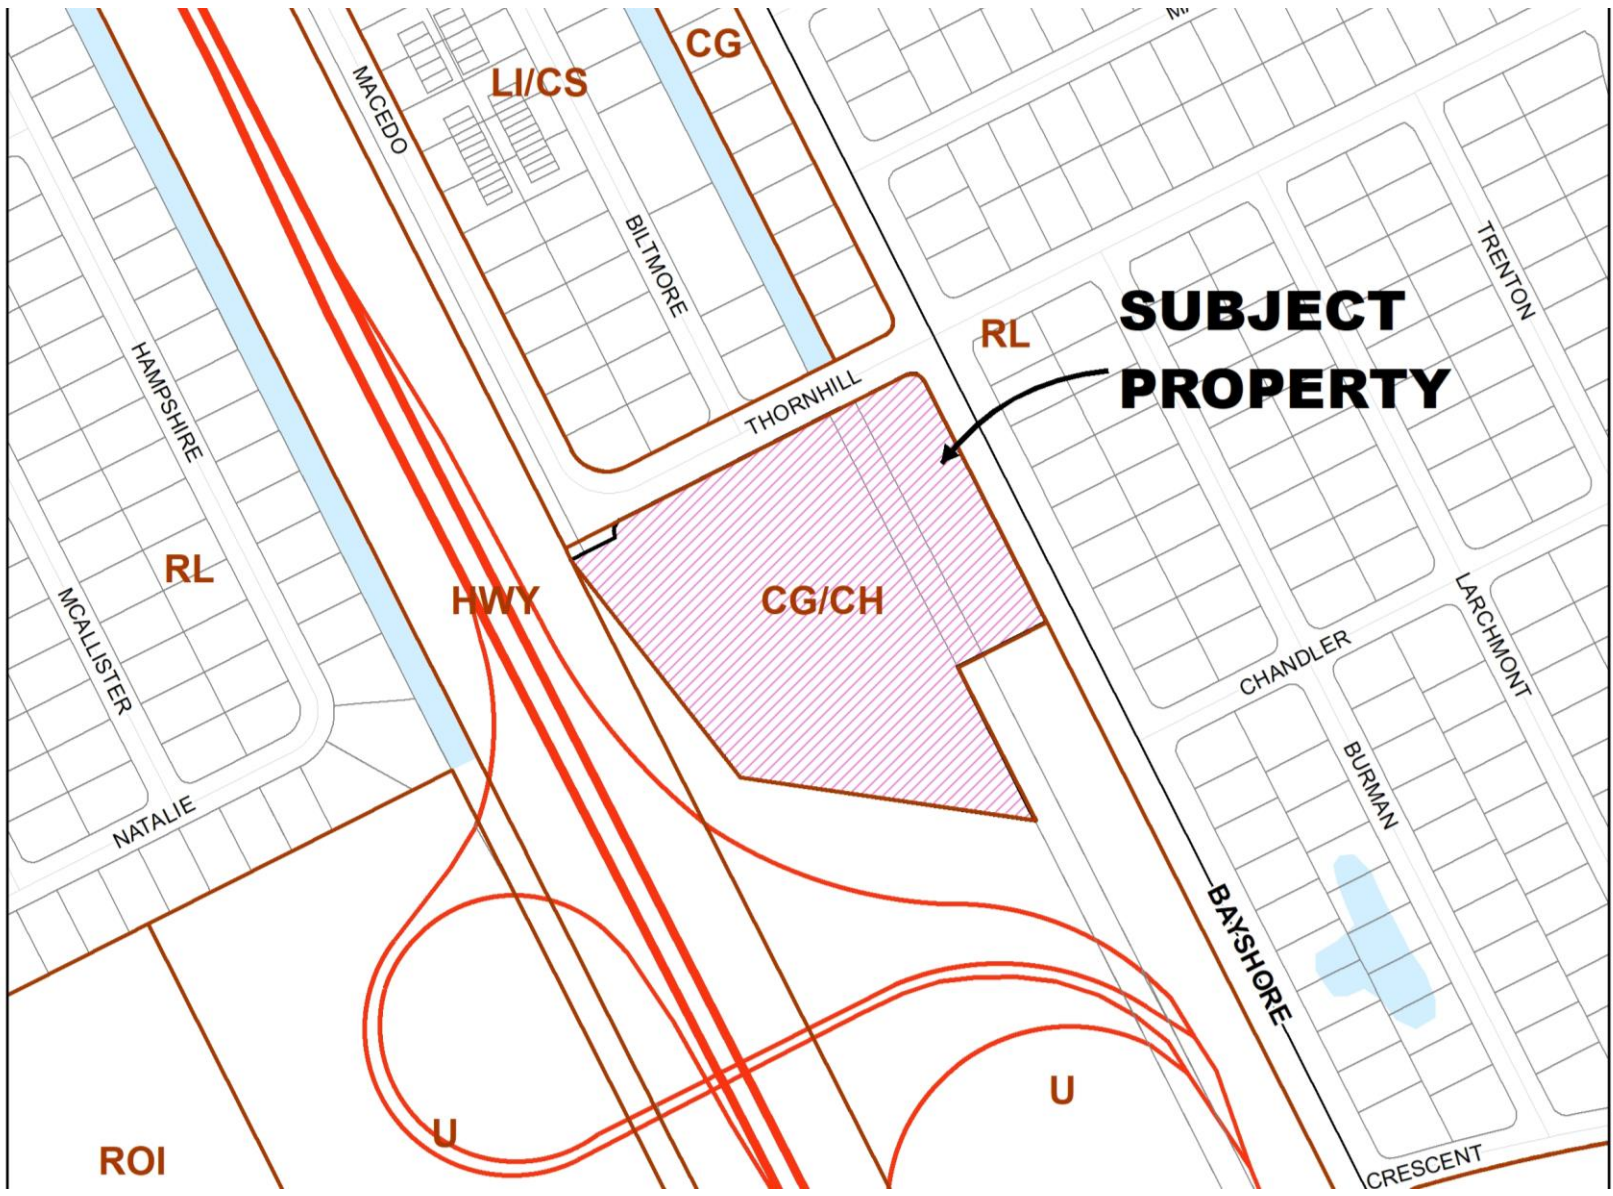 CG
LI/CS
MACEDO
BILTMORE
TRENTON
SUBJECT
PROPERTY
RL
HAMPSHIRE
THORNHILL
RL
HWY
CG/CH
MCALLISTER
LARCHMONT
CHANDLER
BURMAN
NATALIE
BAYSHORE
U
U
ROI
CRESCENT